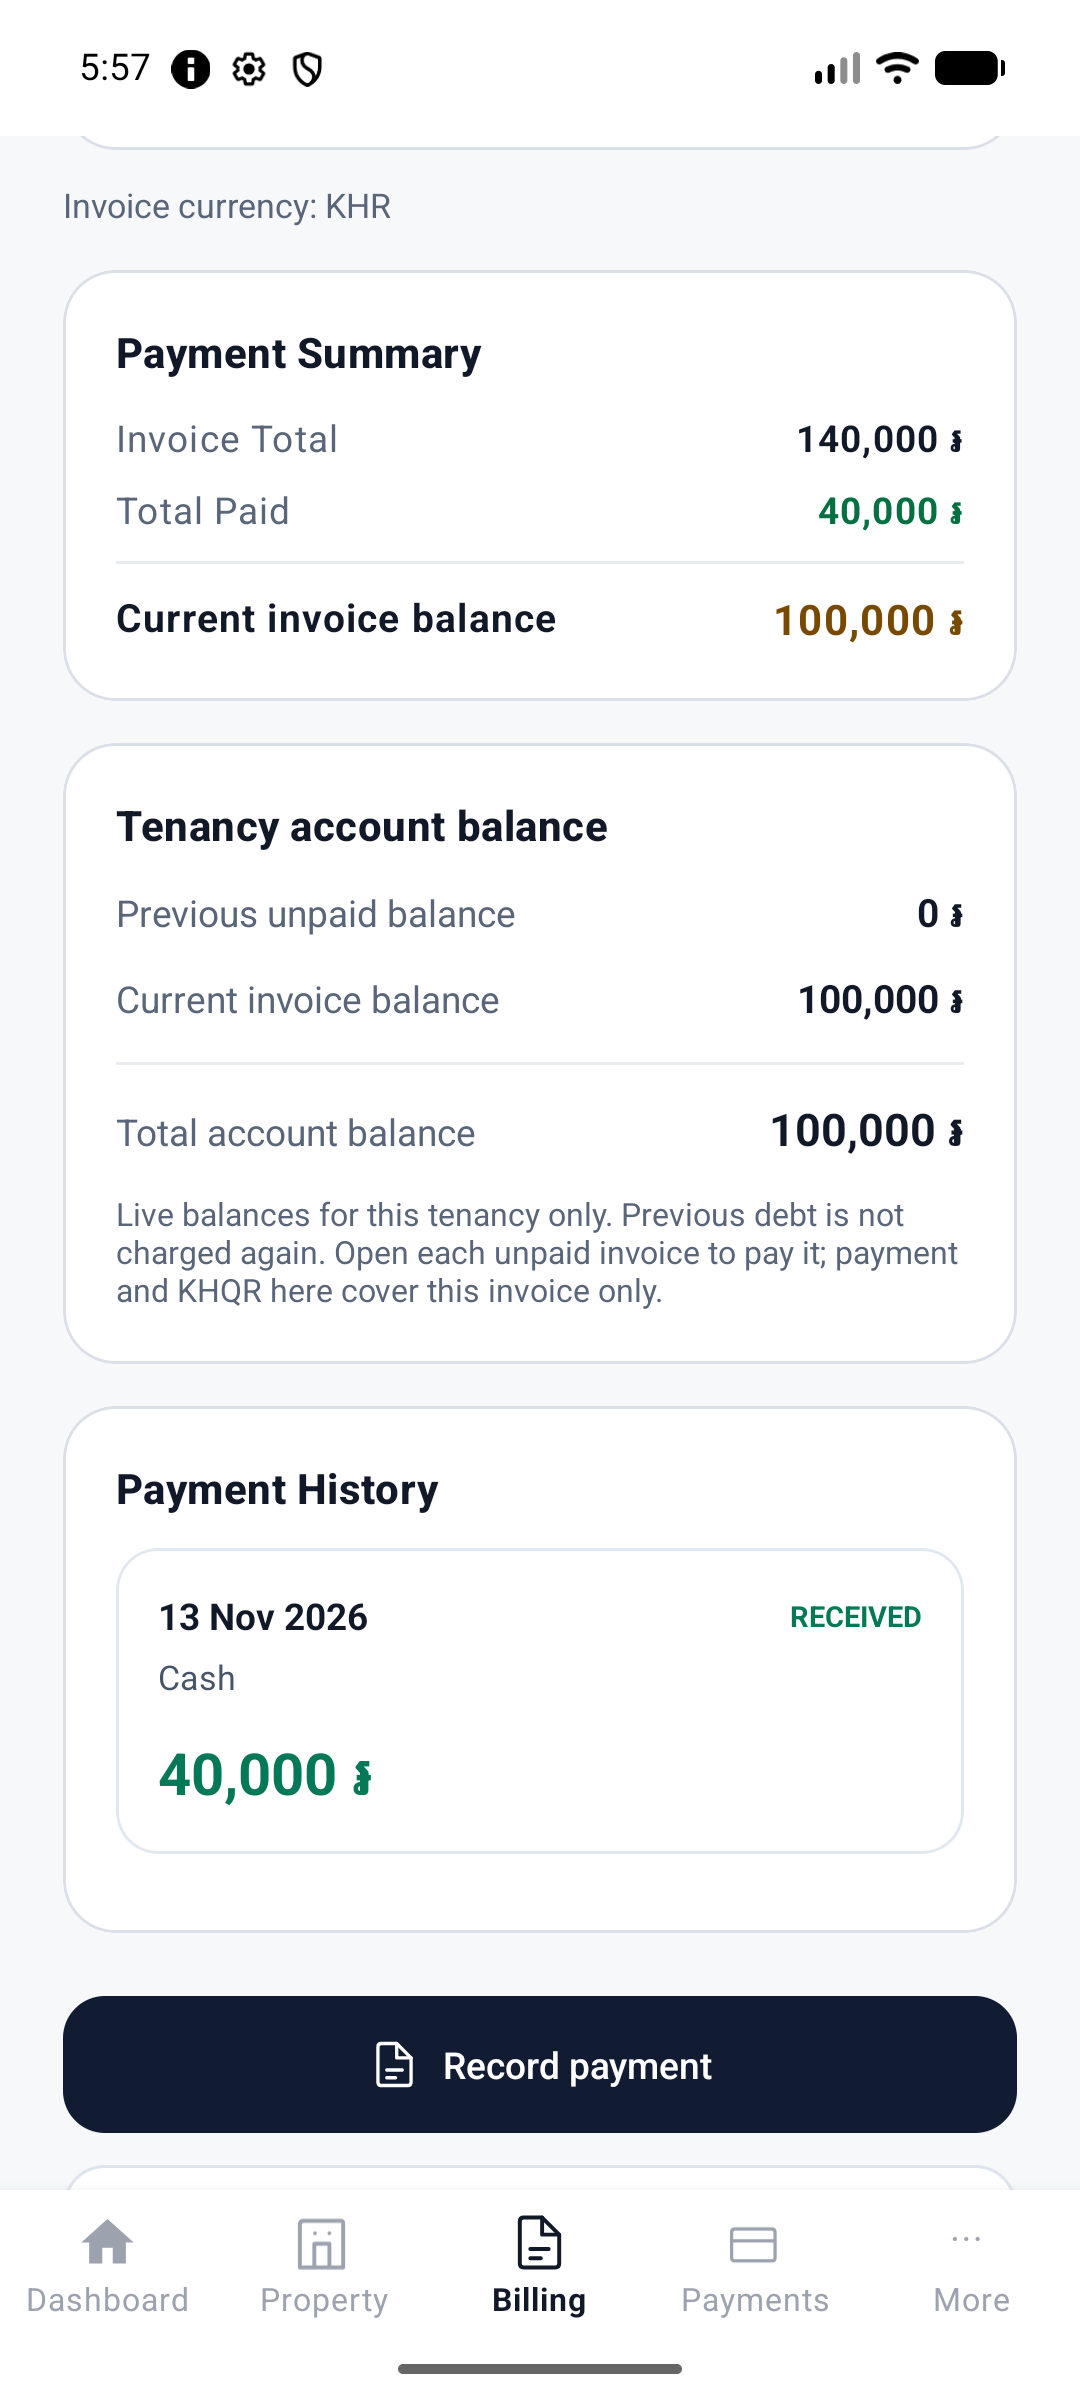 5:57
Invoice currency: KHR
Payment Summary
Invoice Total 140,000 ៛
Total Paid 40,000 ៛
Current invoice balance 100,000 ៛
Tenancy account balance
Previous unpaid balance 0 ៛
Current invoice balance 100,000 ៛
Total account balance 100,000 ៛
Live balances for this tenancy only. Previous debt is not
charged again. Open each unpaid invoice to pay it; payment
and KHQR here cover this invoice only.
Payment History
13 Nov 2026 RECEIVED
Cash
40,000 ៛
Record payment
Dashboard Property Billing Payments More